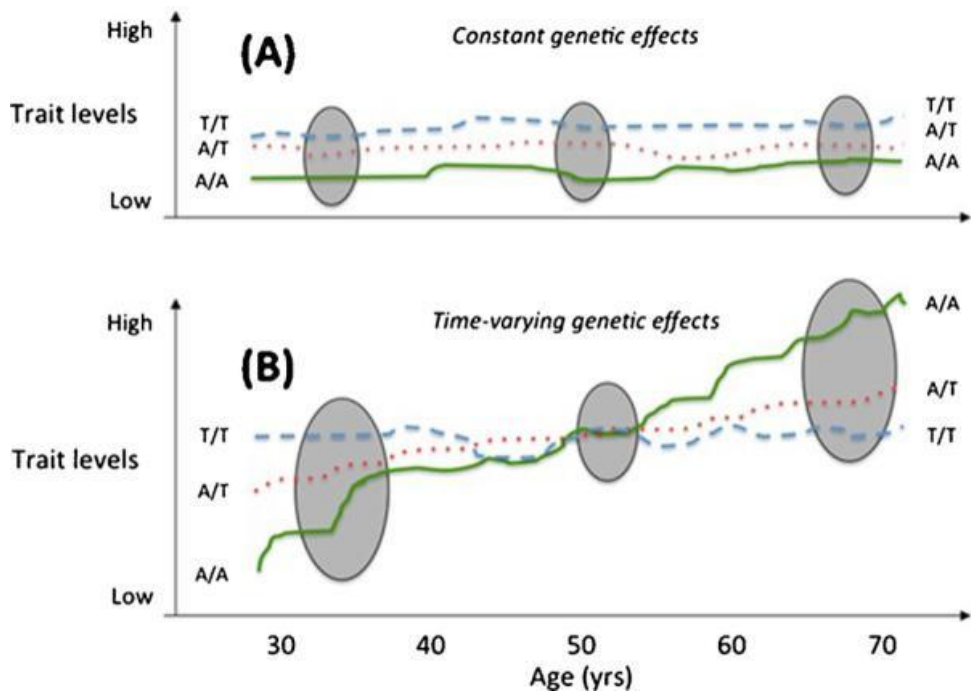 High
(A)
Constant genetic effects
Trait levels
T/T
A/T
A/A
T/T
A/T
A/A
Low
High
(B)
Time-varying genetic effects
A/A
T/T
A/T
T/T
Trait levels
A/T
A/A
Low
30 40 50 60 70
Age (yrs)